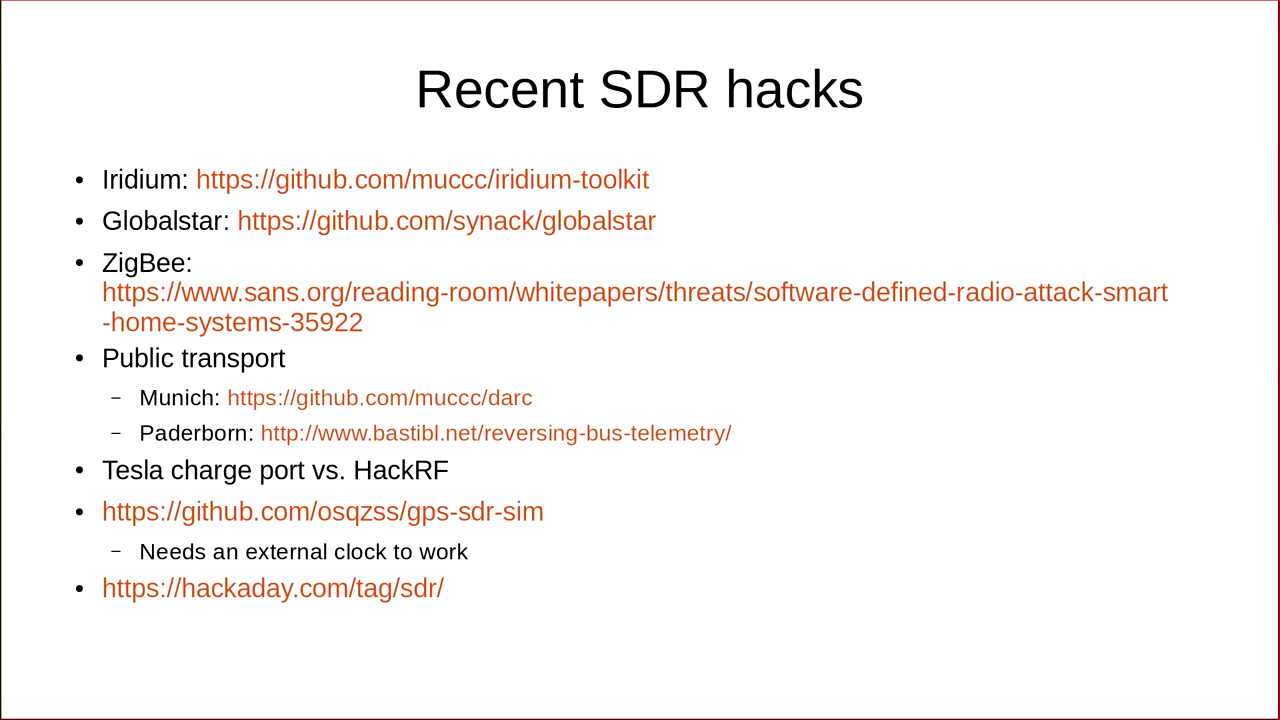 Recent SDR hacks
• Iridium: https://github.com/muccc/iridium-toolkit
• Globalstar: https://github.com/synack/globalstar
• ZigBee:
https://www.sans.org/reading-room/whitepapers/threats/software-defined-radio-attack-smart
-home-systems-35922
• Public transport
– Munich: https://github.com/muccc/darc
– Paderborn: http://www.bastibl.net/reversing-bus-telemetry/
• Tesla charge port vs. HackRF
• https://github.com/osqzss/gps-sdr-sim
– Needs an external clock to work
• https://hackaday.com/tag/sdr/